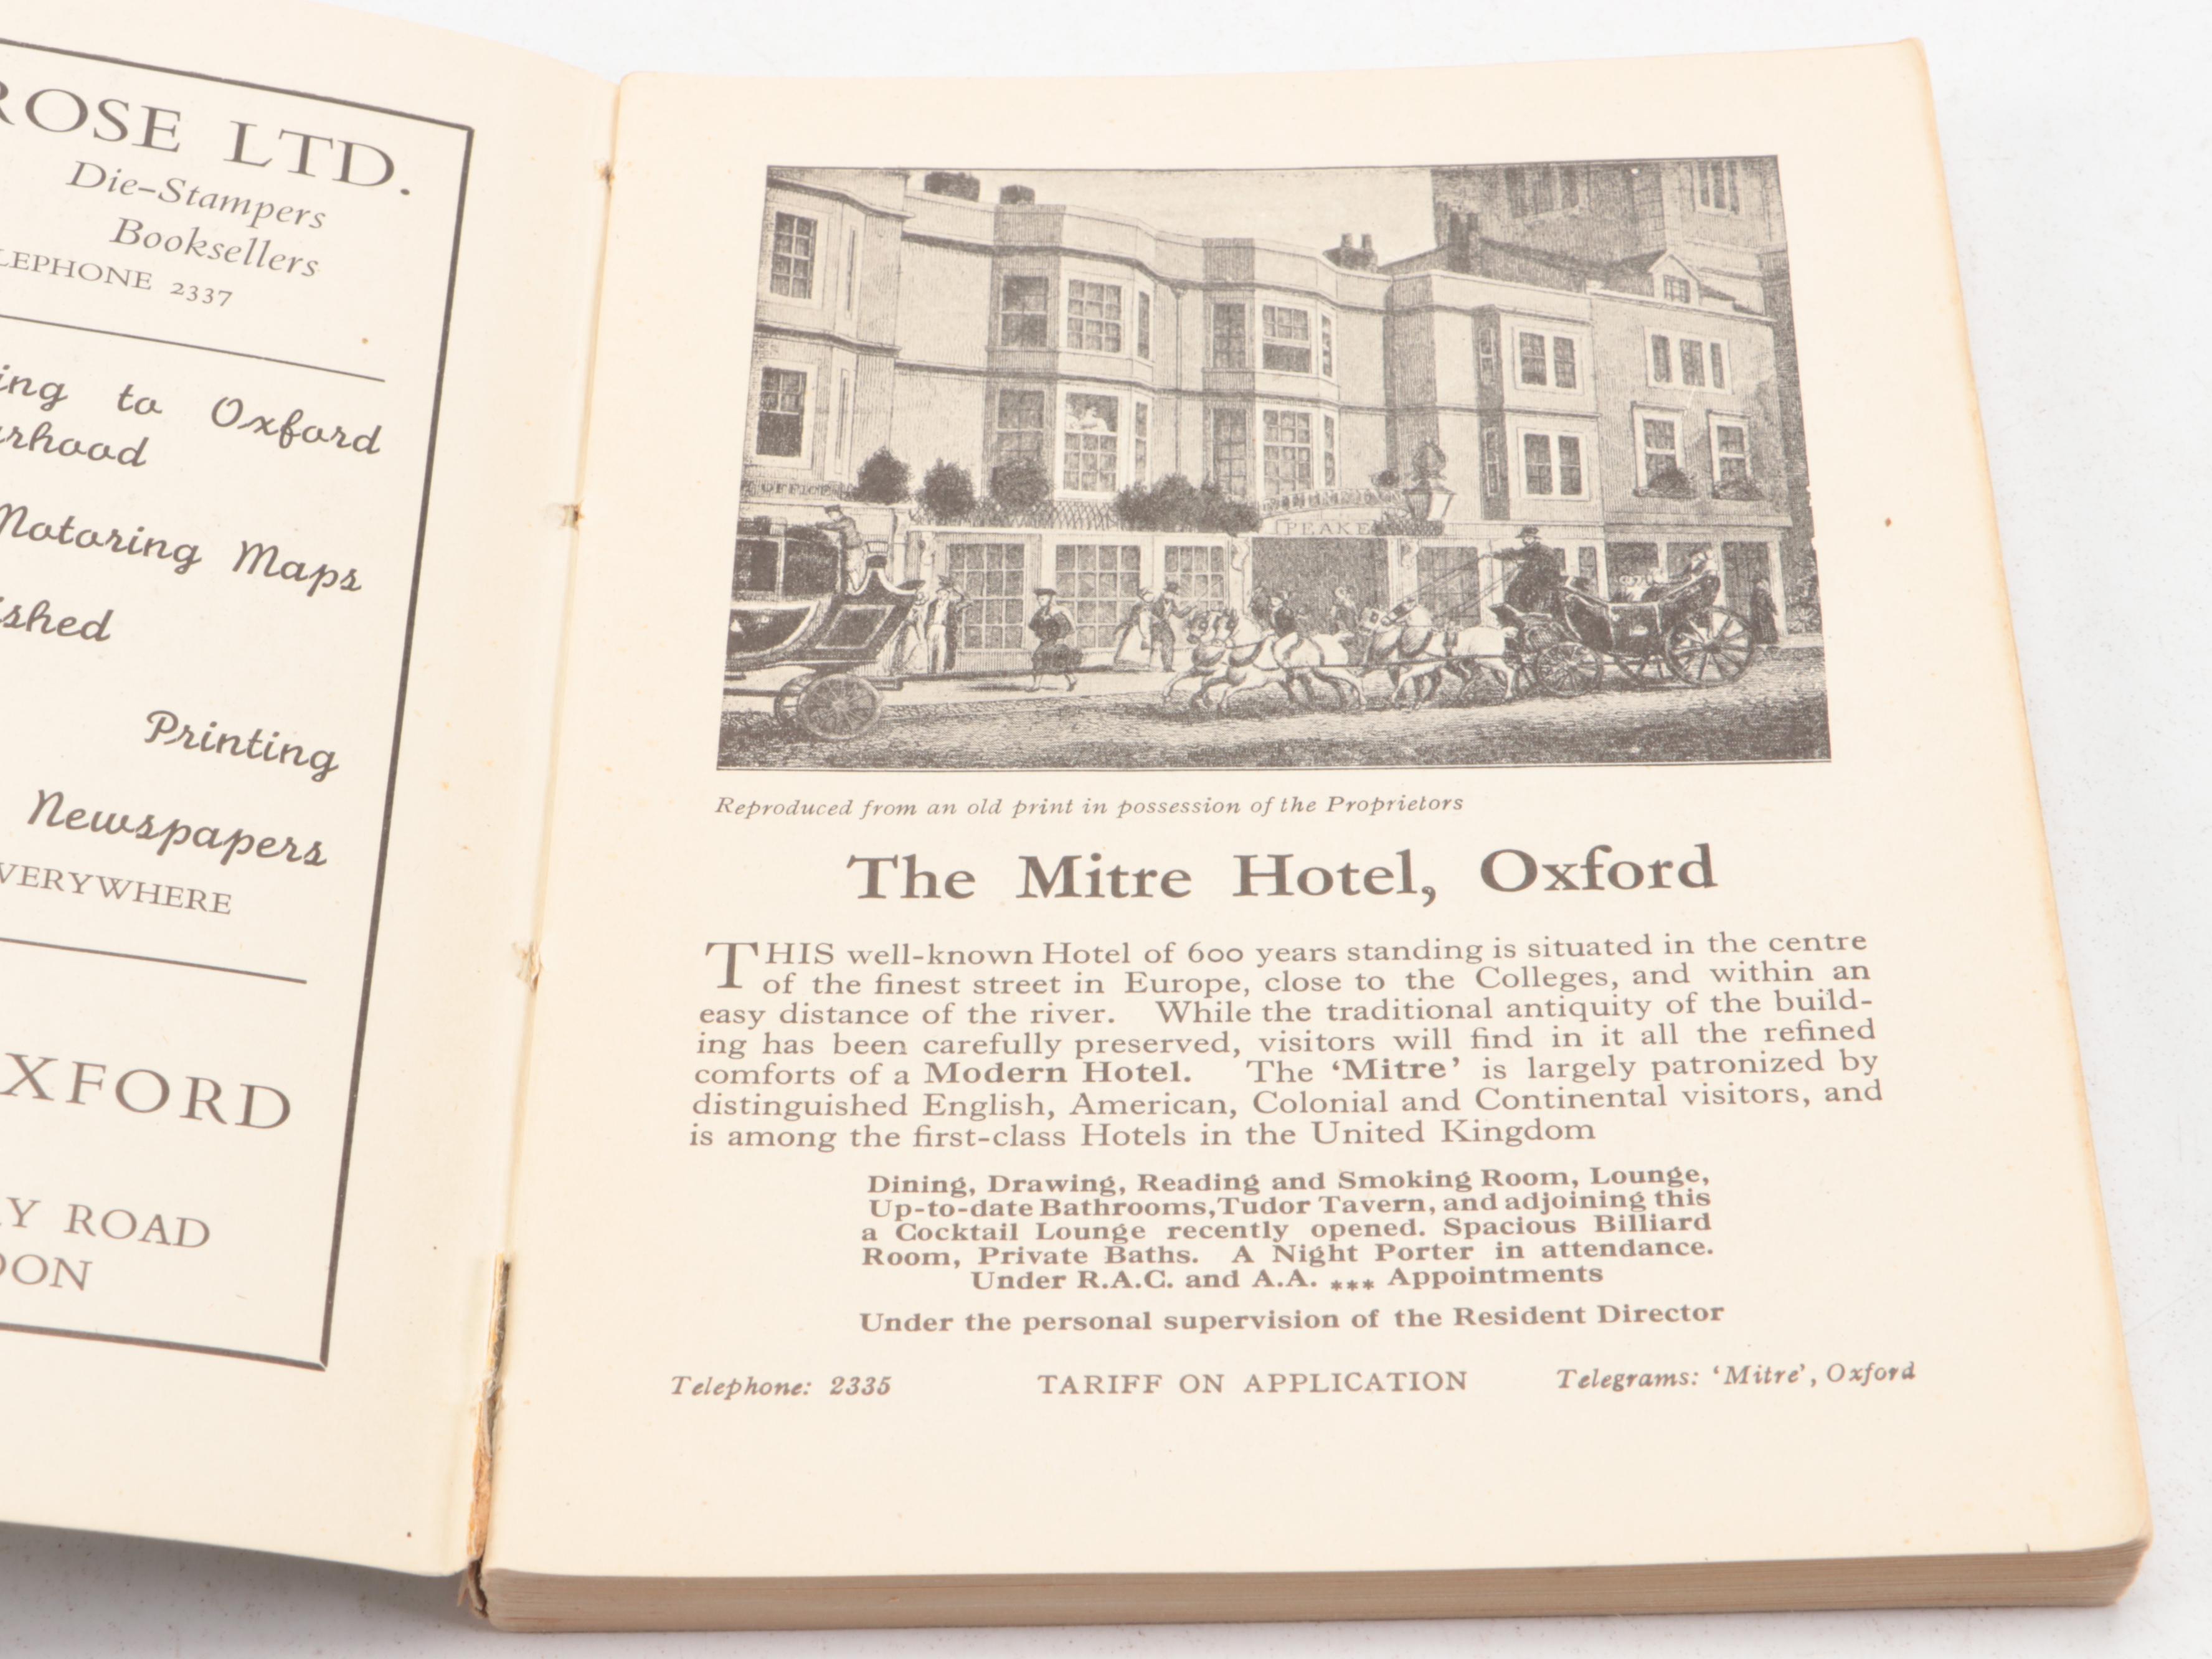 ROSE LTD.
Die-Stampers
Booksellers
LEPHONE 2337
ing to Oxford
urhood
Motoring Maps
ished
Printing
Newspapers
VERYWHERE
XFORD
Y ROAD
DON
OFFICE
PEAKE
Reproduced from an old print in possession of the Proprietors
The Mitre Hotel, Oxford
THIS well-known Hotel of 600 years standing is situated in the centre
of the finest street in Europe, close to the Colleges, and within an
easy distance of the river. While the traditional antiquity of the build-
ing has been carefully preserved, visitors will find in it all the refined
comforts of a Modern Hotel. The ‘Mitre’ is largely patronized by
distinguished English, American, Colonial and Continental visitors, and
is among the first-class Hotels in the United Kingdom
Dining, Drawing, Reading and Smoking Room, Lounge,
Up-to-date Bathrooms, Tudor Tavern, and adjoining this
a Cocktail Lounge recently opened. Spacious Billiard
Room, Private Baths. A Night Porter in attendance.
Under R.A.C. and A.A. *** Appointments
Under the personal supervision of the Resident Director
Telephone: 2335 TARIFF ON APPLICATION Telegrams: ‘Mitre’, Oxford